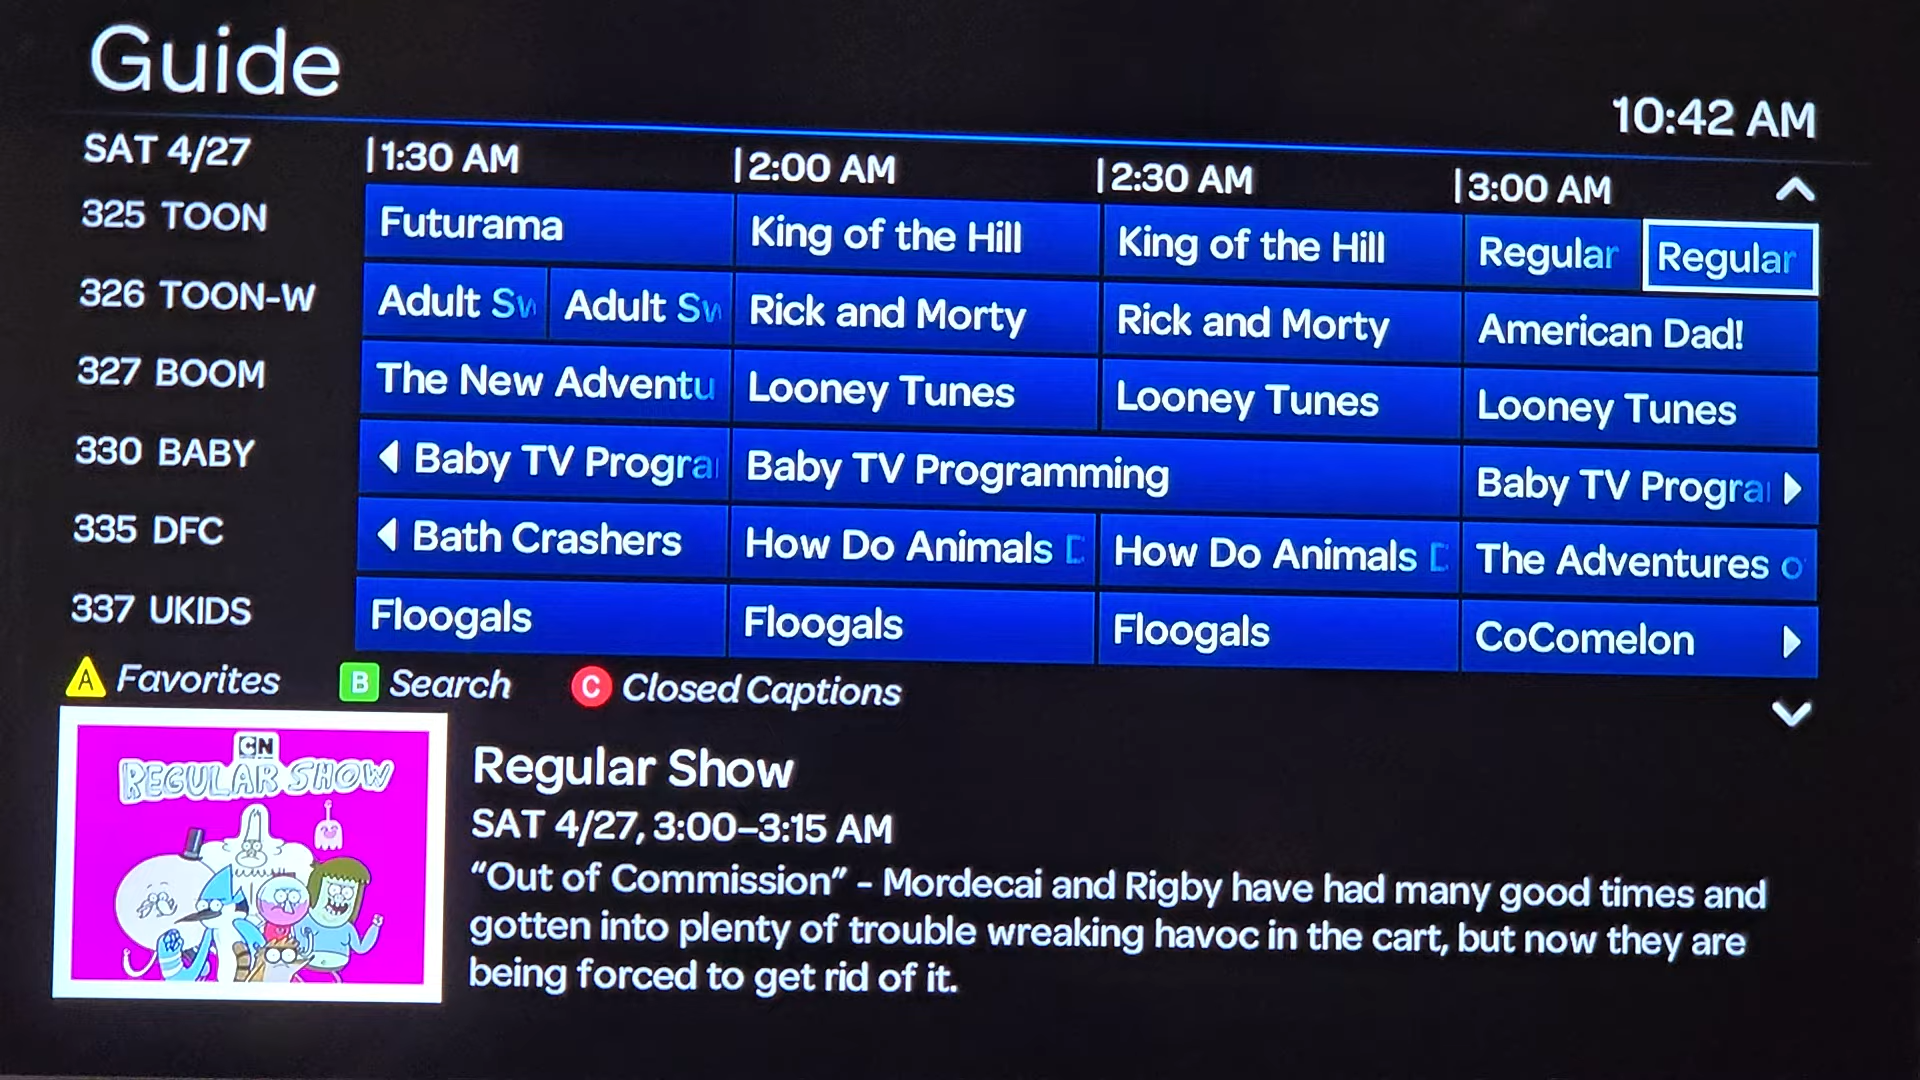 Guide
10:42 AM
SAT 4/27 1:30 AM 2:00 AM 2:30 AM 3:00 AM
325 TOON Futurama King of the Hill King of the Hill Regular Regular
326 TOON-W Adult Sw Adult Sw Rick and Morty Rick and Morty American Dad!
327 BOOM The New Adventu Looney Tunes Looney Tunes Looney Tunes
330 BABY Baby TV Progra Baby TV Programming Baby TV Progra
335 DFC Bath Crashers How Do Animals D How Do Animals D The Adventures o
337 UKIDS Floogals Floogals Floogals CoComelon
A Favorites B Search C Closed Captions
CN
REGULAR SHOW
Regular Show
SAT 4/27, 3:00–3:15 AM
“Out of Commission” – Mordecai and Rigby have had many good times and
gotten into plenty of trouble wreaking havoc in the cart, but now they are
being forced to get rid of it.